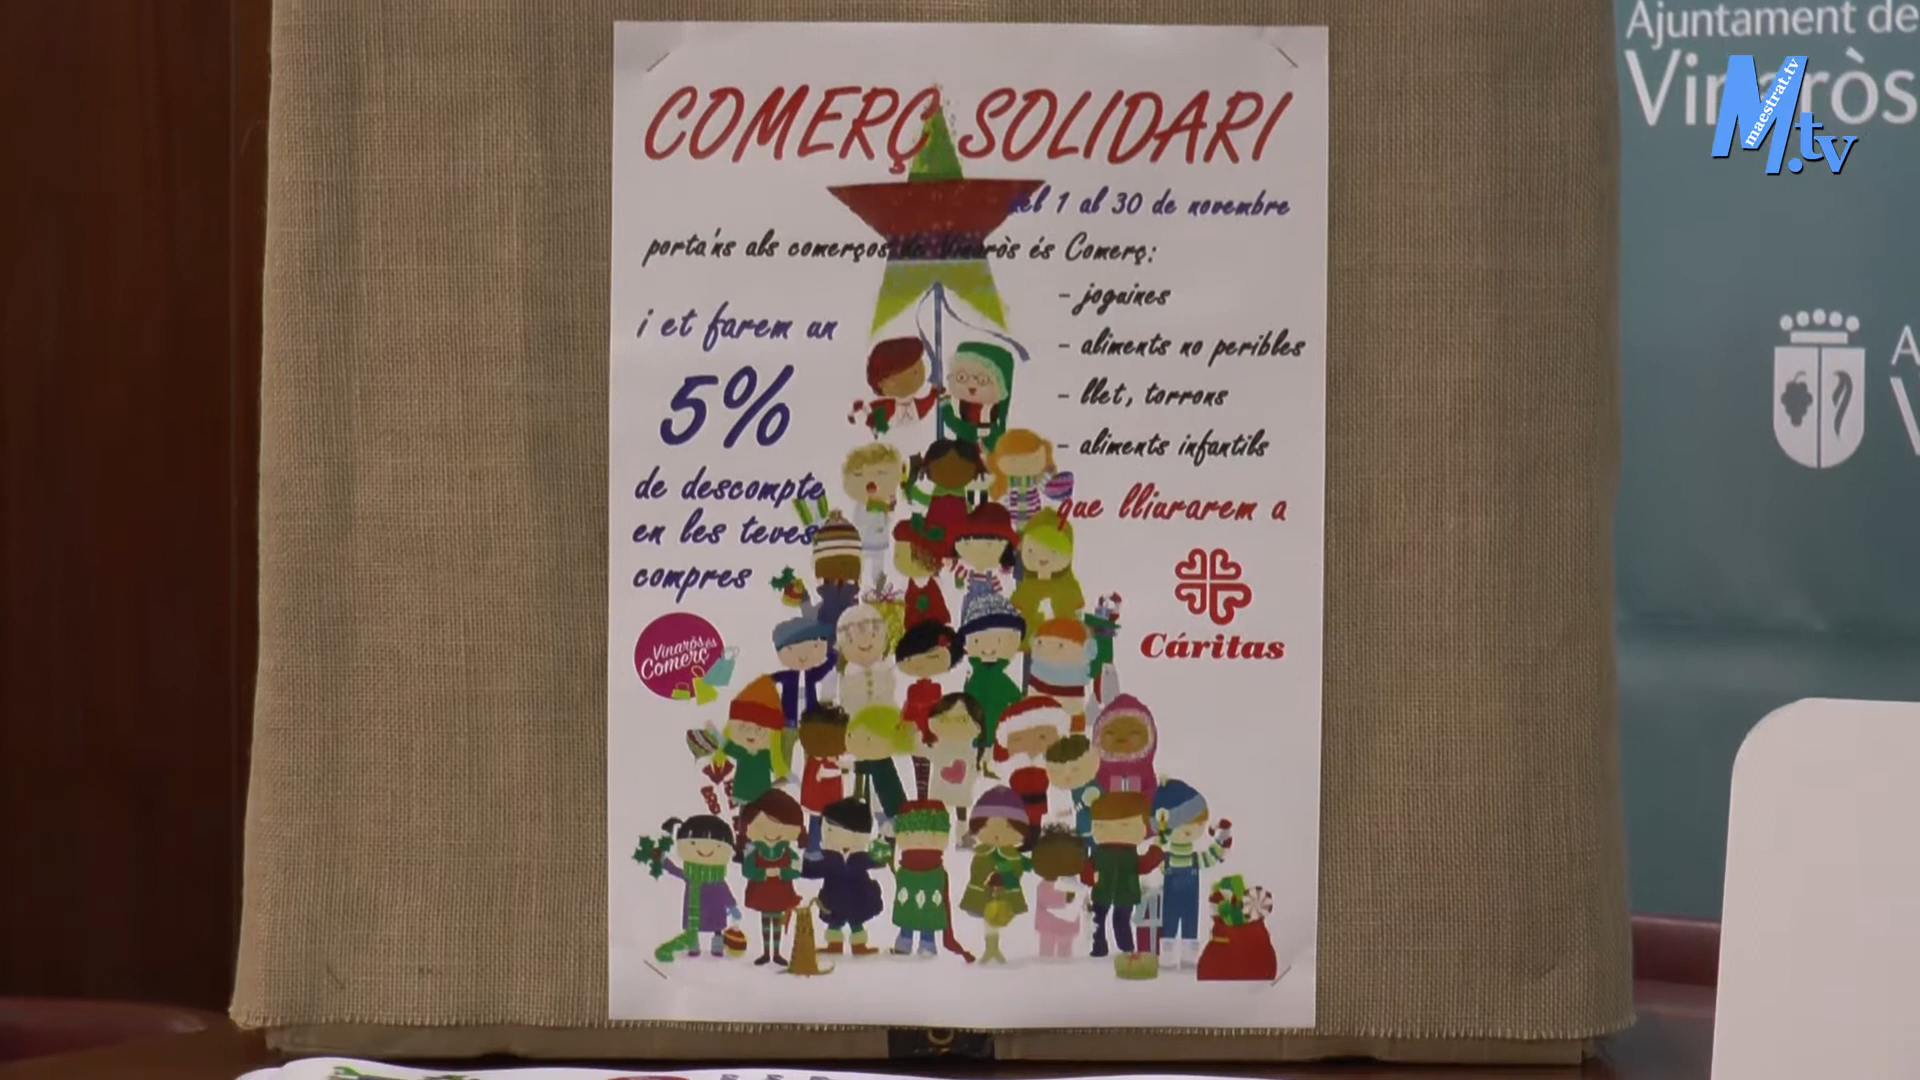 COMERÇ SOLIDARI
del 1 al 30 de novembre
porta'ns als comerços de Vinaròs és Comerç:
- joguines
- aliments no peribles
- llet, torrons
- aliments infantils
que lliurarem a
Cáritas
i et farem un
5%
de descompte
en les teves
compres
Vinaròs és
Comerç
Ajuntament de
Vinaròs
maestrat.tv
M.tv